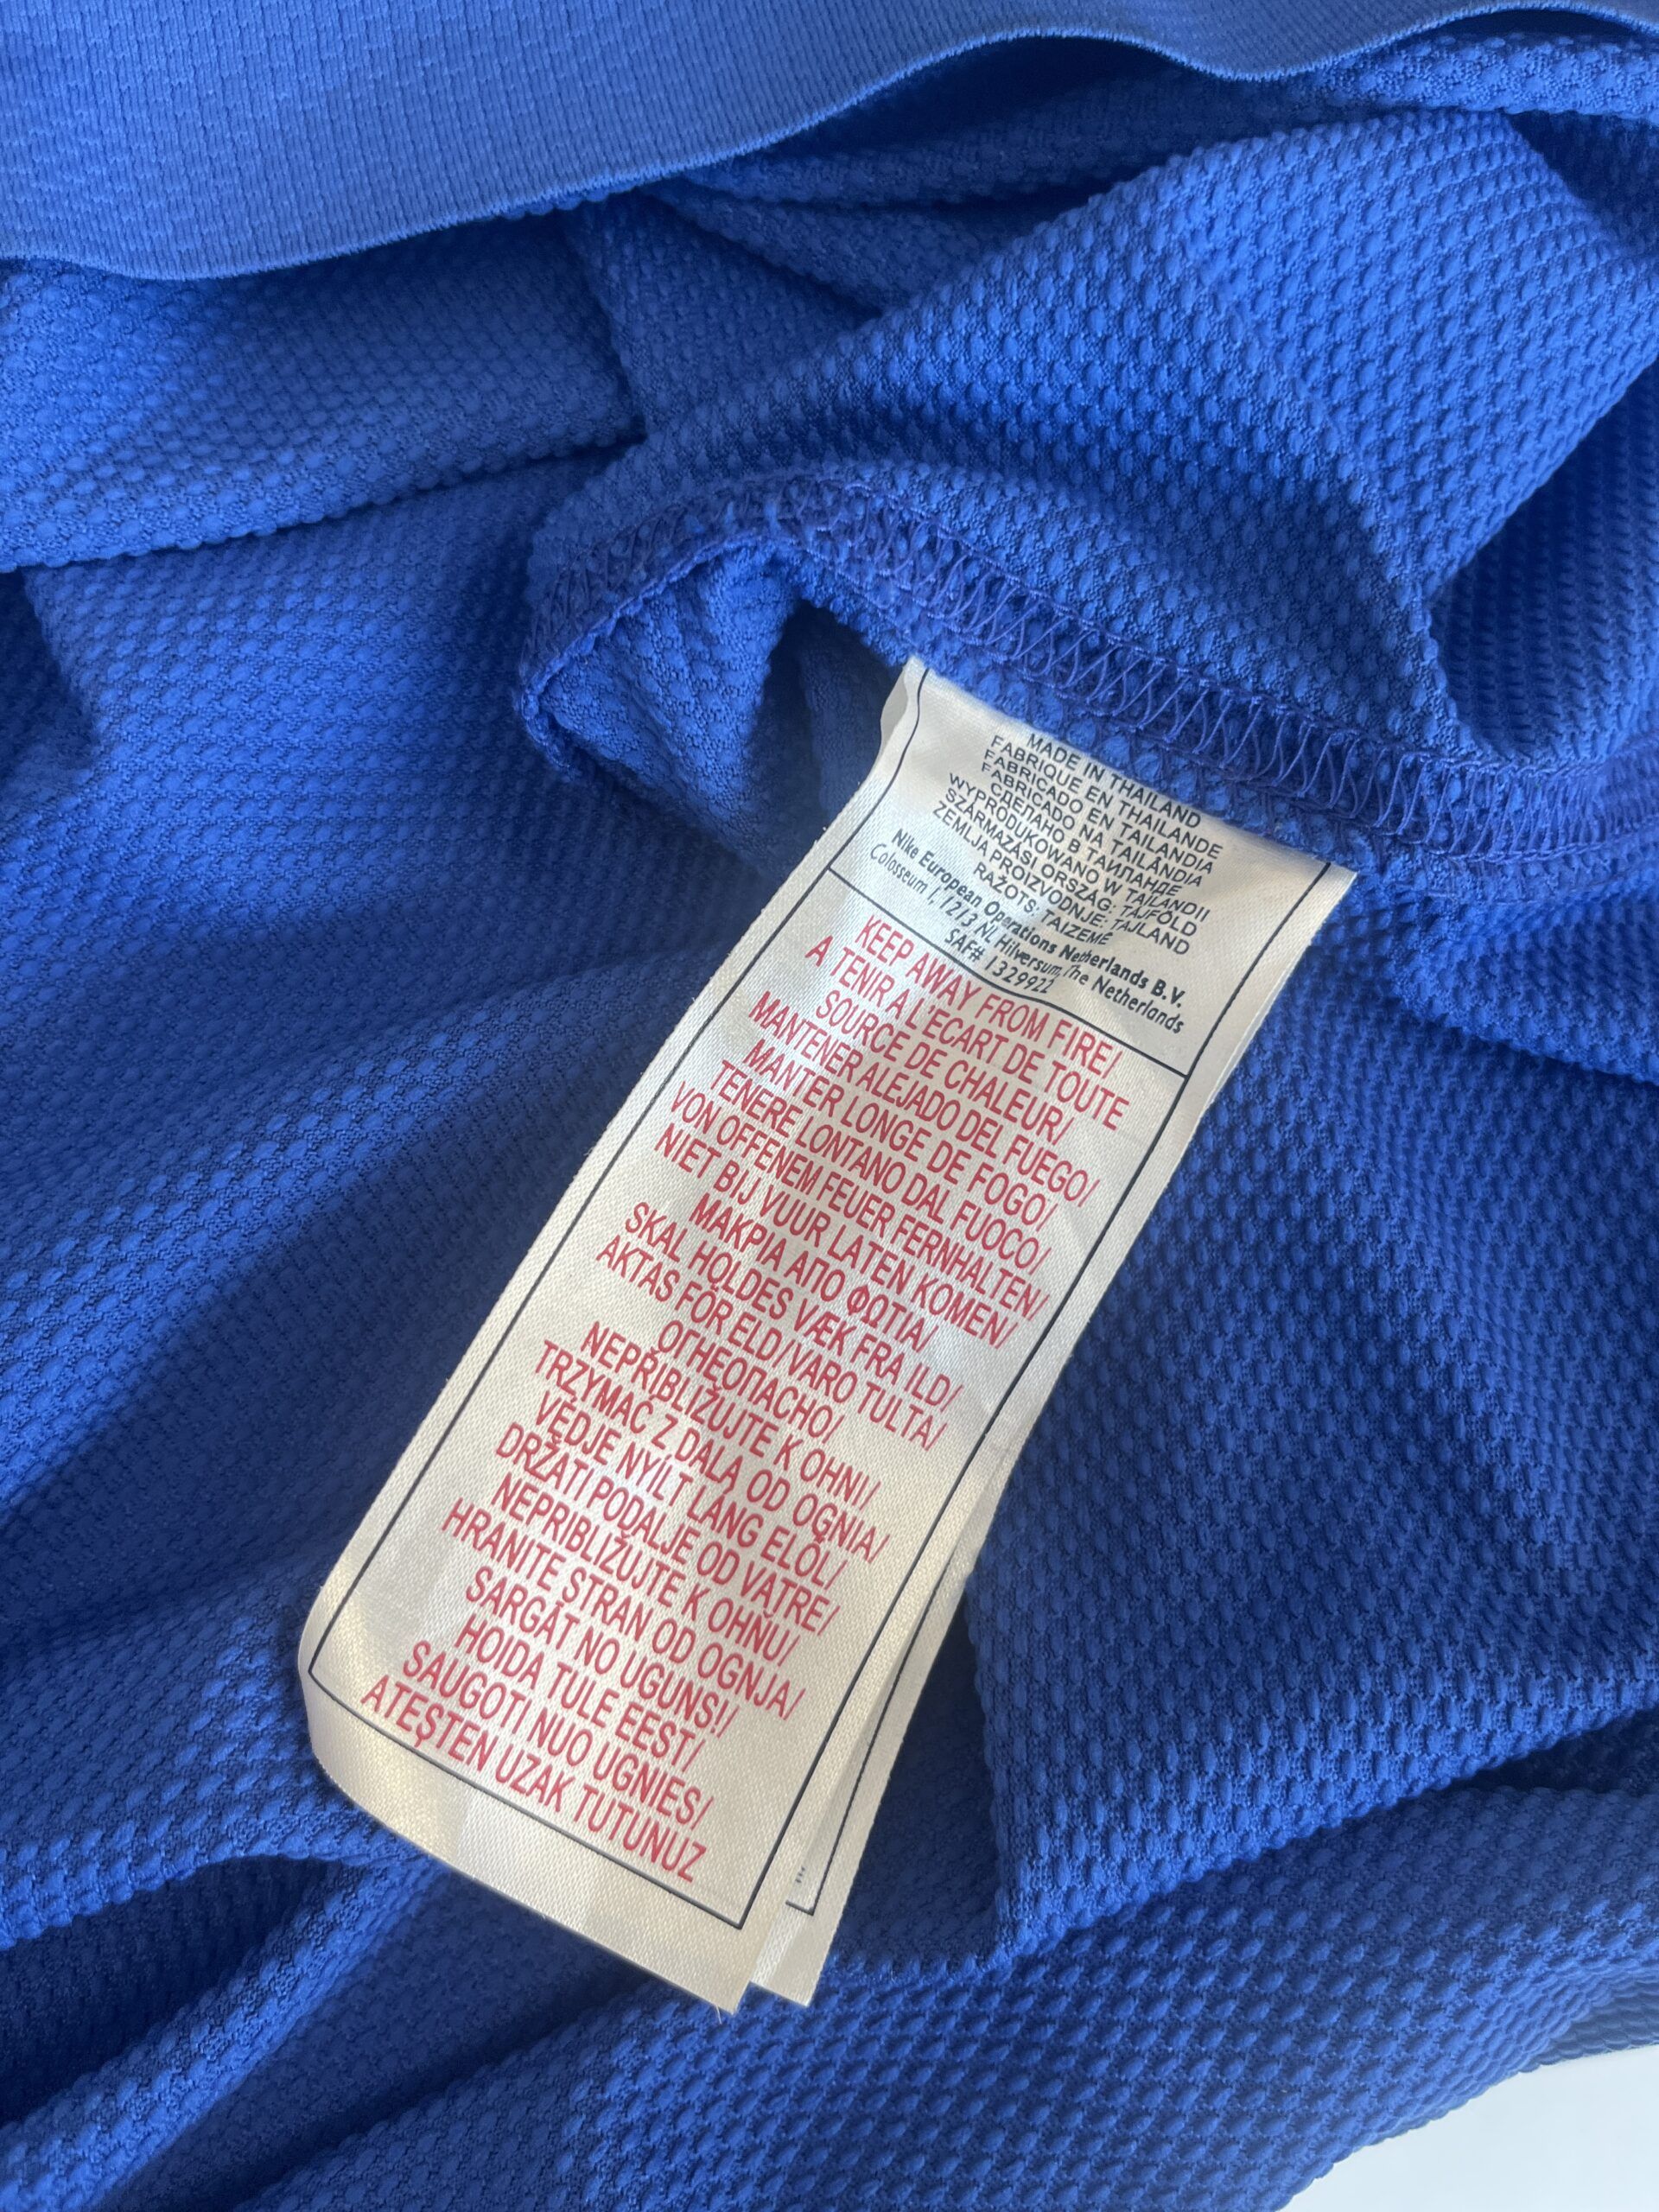 MADE IN THAILAND
FABRIQUE EN THAILANDE
FABRICADO EN TAILANDIA
FABRICADO NA TAILÂNDIA
СДЕЛАНО В ТАИЛАНДЕ
WYPRODUKOWANO W TAJLANDII
SZÁRMAZÁSI ORSZÁG: TÁJFÖLD
ZEMLJA PROIZVODNJE: TAJLAND
RAŽOTS: TAIZEMĒ
Nike European Operations Netherlands B.V.
Colosseum 1, 1213 NL Hilversum, The Netherlands
SAF# 1329922
KEEP AWAY FROM FIRE/
A TENIR A L'ECART DE TOUTE
SOURCE DE CHALEUR/
MANTENER ALEJADO DEL FUEGO/
MANTER LONGE DE FOGO/
TENERE LONTANO DAL FUOCO/
VON OFFENEM FEUER FERNHALTEN/
NIET BIJ VUUR LATEN KOMEN/
ΜΑΚΡΙΑ ΑΠΟ ΦΩΤΙΑ/
SKAL HOLDES VÆK FRA ILD/
AKTAS FÖR ELD/VARO TULTA/
ОГНЕОПАСНО/
NEPŘIBLIŽUJTE K OHNI/
TRZYMAĆ Z DALA OD OGNIA/
VÉDJE NYÍLT LÁNG ELŐL/
DRŽATI PODALJE OD VATRE/
NEPRIBLIŽUJTE K OHŇU/
HRANITE STRAN OD OGNJA/
SARGĀT NO UGUNS!/
HOIDA TULE EEST/
SAUGOTI NUO UGNIES/
ATEŞTEN UZAK TUTUNUZ